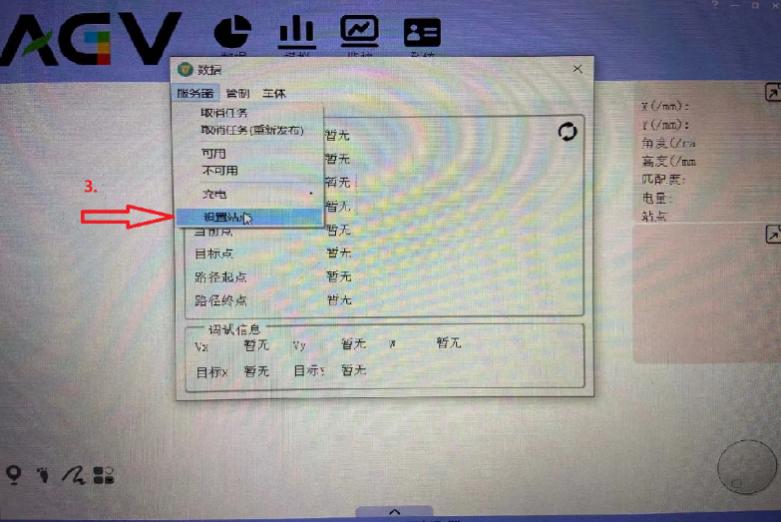 AGV
数据
服务器 管制 车体
取消任务
取消任务(重新发布) 暂无
可用 暂无
不可用 暂无
3.
充电 暂无
设置站点
当前点 暂无
目标点 暂无
路径起点 暂无
路径终点 暂无
调试信息
Vx 暂无 Vy 暂无 W 暂无
目标x 暂无 目标y 暂无
X(/mm):
Y(/mm):
角度(/ra
高度(/mm
匹配度:
电量:
站点